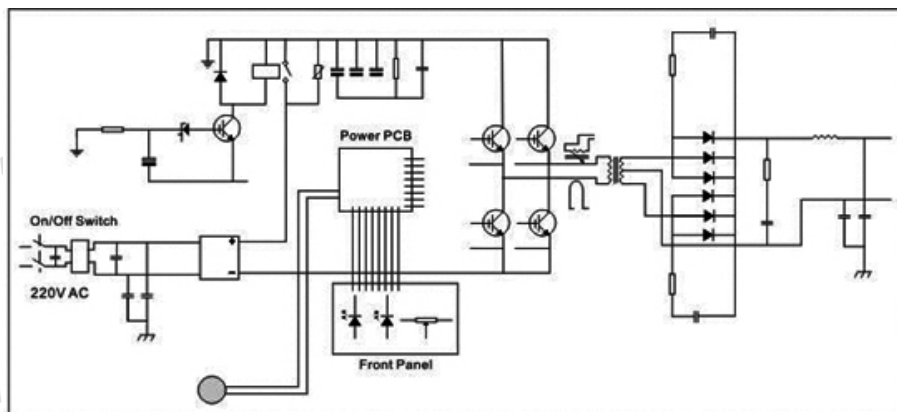 Power PCB
On/Off Switch
+
-
220V AC
Front Panel